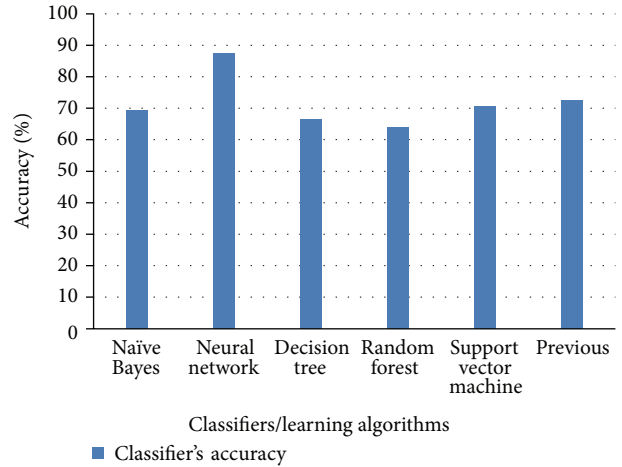 100
90
80
70
60
50
40
30
20
10
0
Accuracy (%)
Naïve
Bayes
Neural
network
Decision
tree
Random
forest
Support
vector
machine
Previous
Classifiers/learning algorithms
Classifier's accuracy